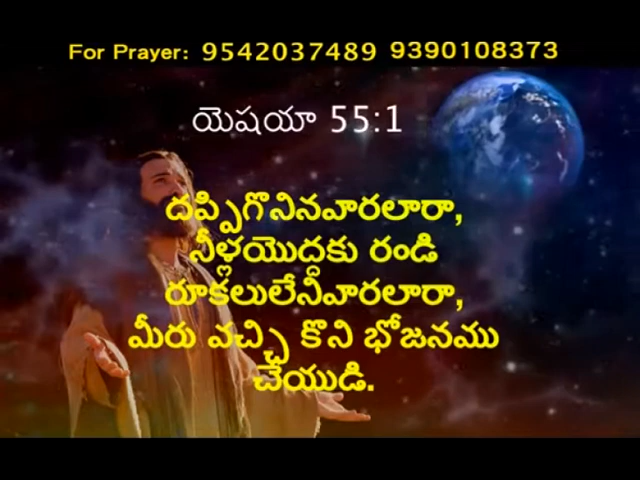 For Prayer: 9542037489 9390108373
యెషయా 55:1
దప్పిగొనినవారలారా,
నీళ్లయొద్దకు రండి
రూకలులేనివారలారా,
మీరు వచ్చి కొని భోజనము
చేయుడి.